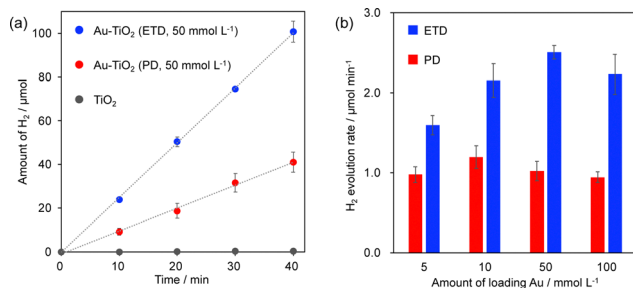 (a)
Au-TiO₂ (ETD, 50 mmol L⁻¹)
Au-TiO₂ (PD, 50 mmol L⁻¹)
TiO₂
Amount of H₂ / μmol
100
80
60
40
20
0
0 10 20 30 40
Time / min
(b)
ETD
PD
H₂ evolution rate / μmol min⁻¹
3.0
2.0
1.0
0.0
5 10 50 100
Amount of loading Au / mmol L⁻¹